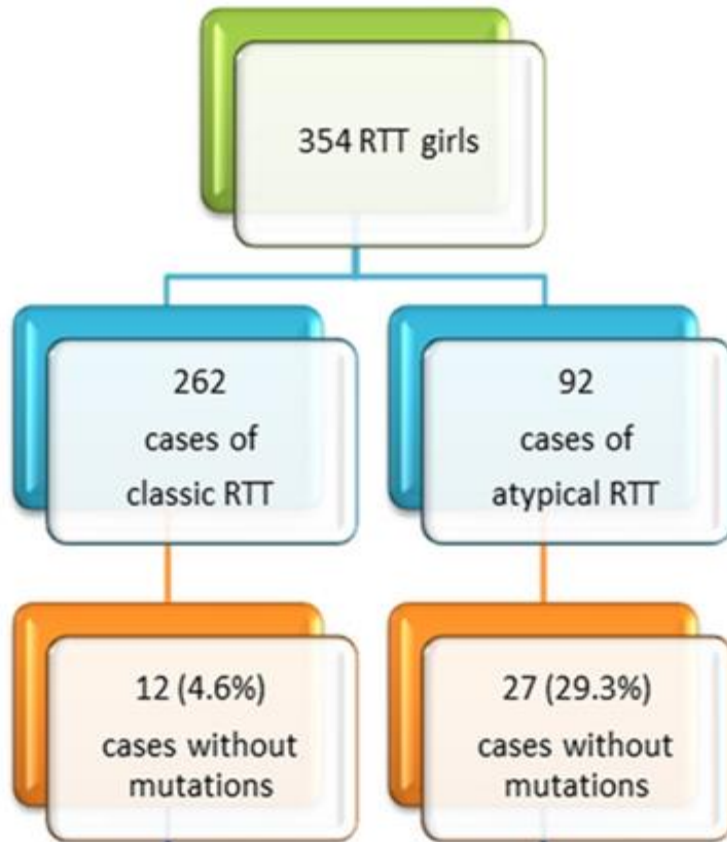 354 RTT girls
262
cases of
classic RTT
92
cases of
atypical RTT
12 (4.6%)
cases without
mutations
27 (29.3%)
cases without
mutations